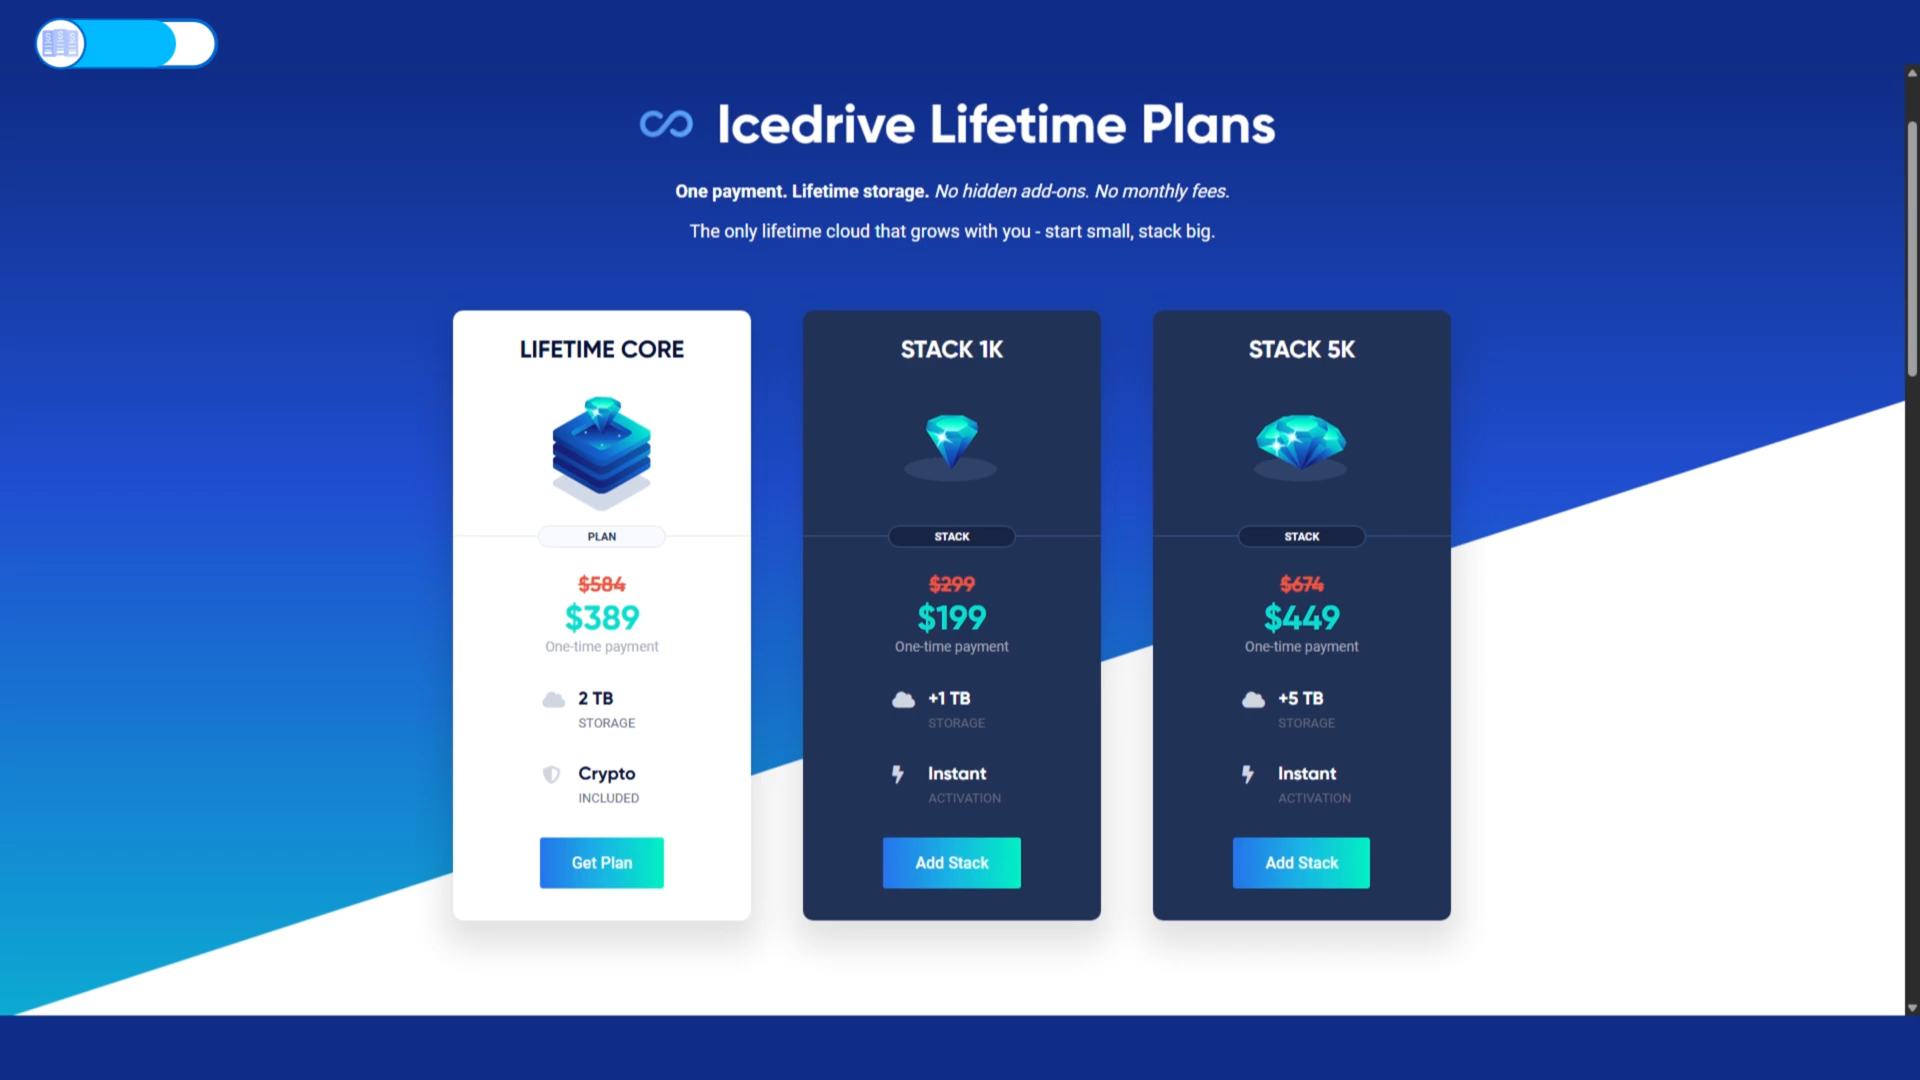 Icedrive Lifetime Plans
One payment. Lifetime storage. No hidden add-ons. No monthly fees.
The only lifetime cloud that grows with you - start small, stack big.
LIFETIME CORE
PLAN
$584
$389
One-time payment
2 TB
STORAGE
Crypto
INCLUDED
Get Plan
STACK 1K
STACK
$299
$199
One-time payment
+1 TB
STORAGE
Instant
ACTIVATION
Add Stack
STACK 5K
STACK
$674
$449
One-time payment
+5 TB
STORAGE
Instant
ACTIVATION
Add Stack